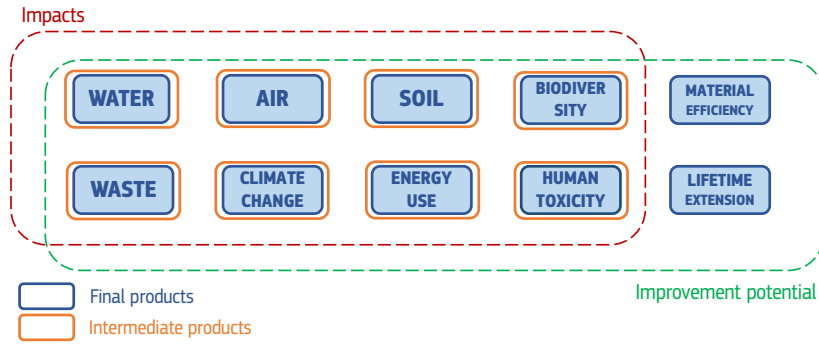 Impacts
WATER
AIR
SOIL
BIODIVER
SITY
MATERIAL
EFFICIENCY
WASTE
CLIMATE
CHANGE
ENERGY
USE
HUMAN
TOXICITY
LIFETIME
EXTENSION
Final products
Improvement potential
Intermediate products